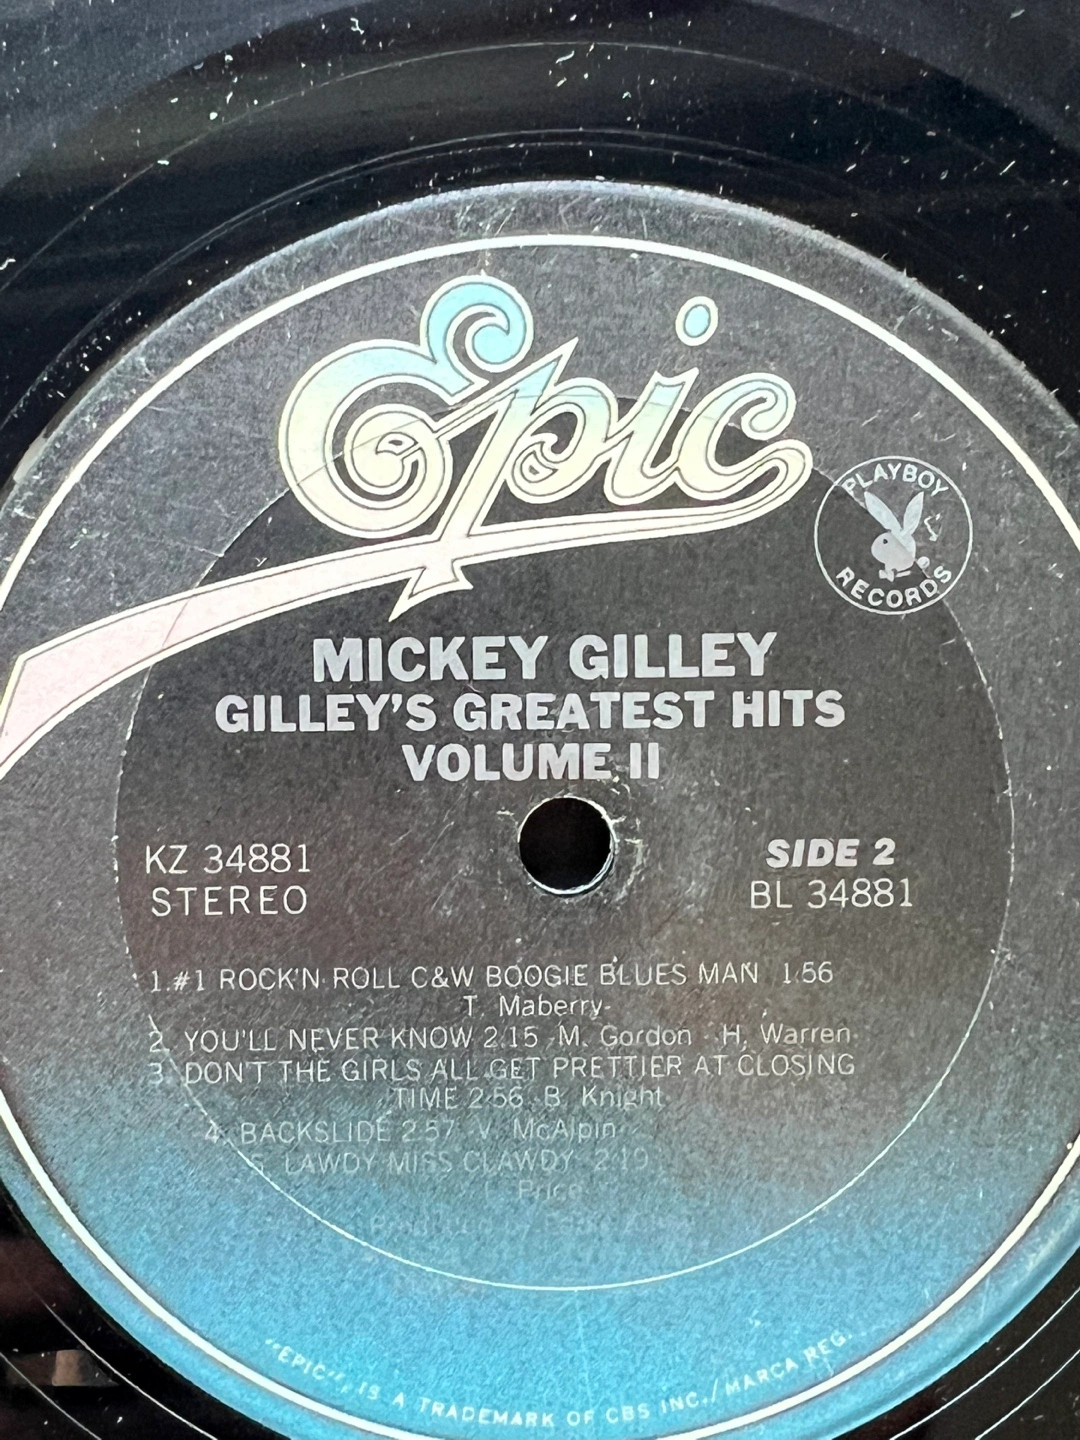 Epic
PLAYBOY
RECORDS
MICKEY GILLEY
GILLEY'S GREATEST HITS
VOLUME II
KZ 34881
STEREO
SIDE 2
BL 34881
1.#1 ROCK'N ROLL C&W BOOGIE BLUES MAN 1:56
T. Maberry-
2. YOU'LL NEVER KNOW 2:15 -M. Gordon - H. Warren-
3. DON'T THE GIRLS ALL GET PRETTIER AT CLOSING
TIME 2:56 -B. Knight-
4. BACKSLIDE 2:57 -V. McAlpin-
5. LAWDY MISS CLAWDY 2:10
Price
"EPIC", IS A TRADEMARK OF CBS INC./MARCA REG.